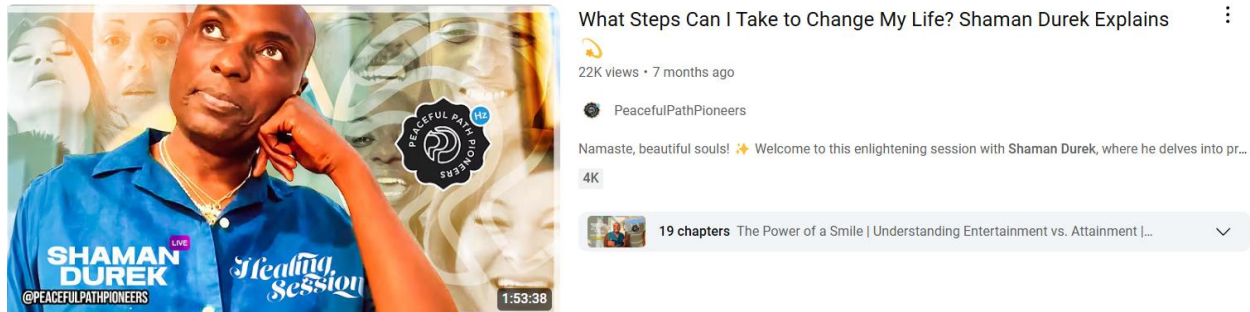 SHAMAN
DUREK
LIVE
Healing
Session
@PEACEFULPATHPIONEERS
PEACEFUL PATH PIONEERS
Hz
1:53:38
What Steps Can I Take to Change My Life? Shaman Durek Explains
💫
22K views • 7 months ago
PeacefulPathPioneers
Namaste, beautiful souls! ✨ Welcome to this enlightening session with Shaman Durek, where he delves into pr...
4K
19 chapters The Power of a Smile | Understanding Entertainment vs. Attainment |...